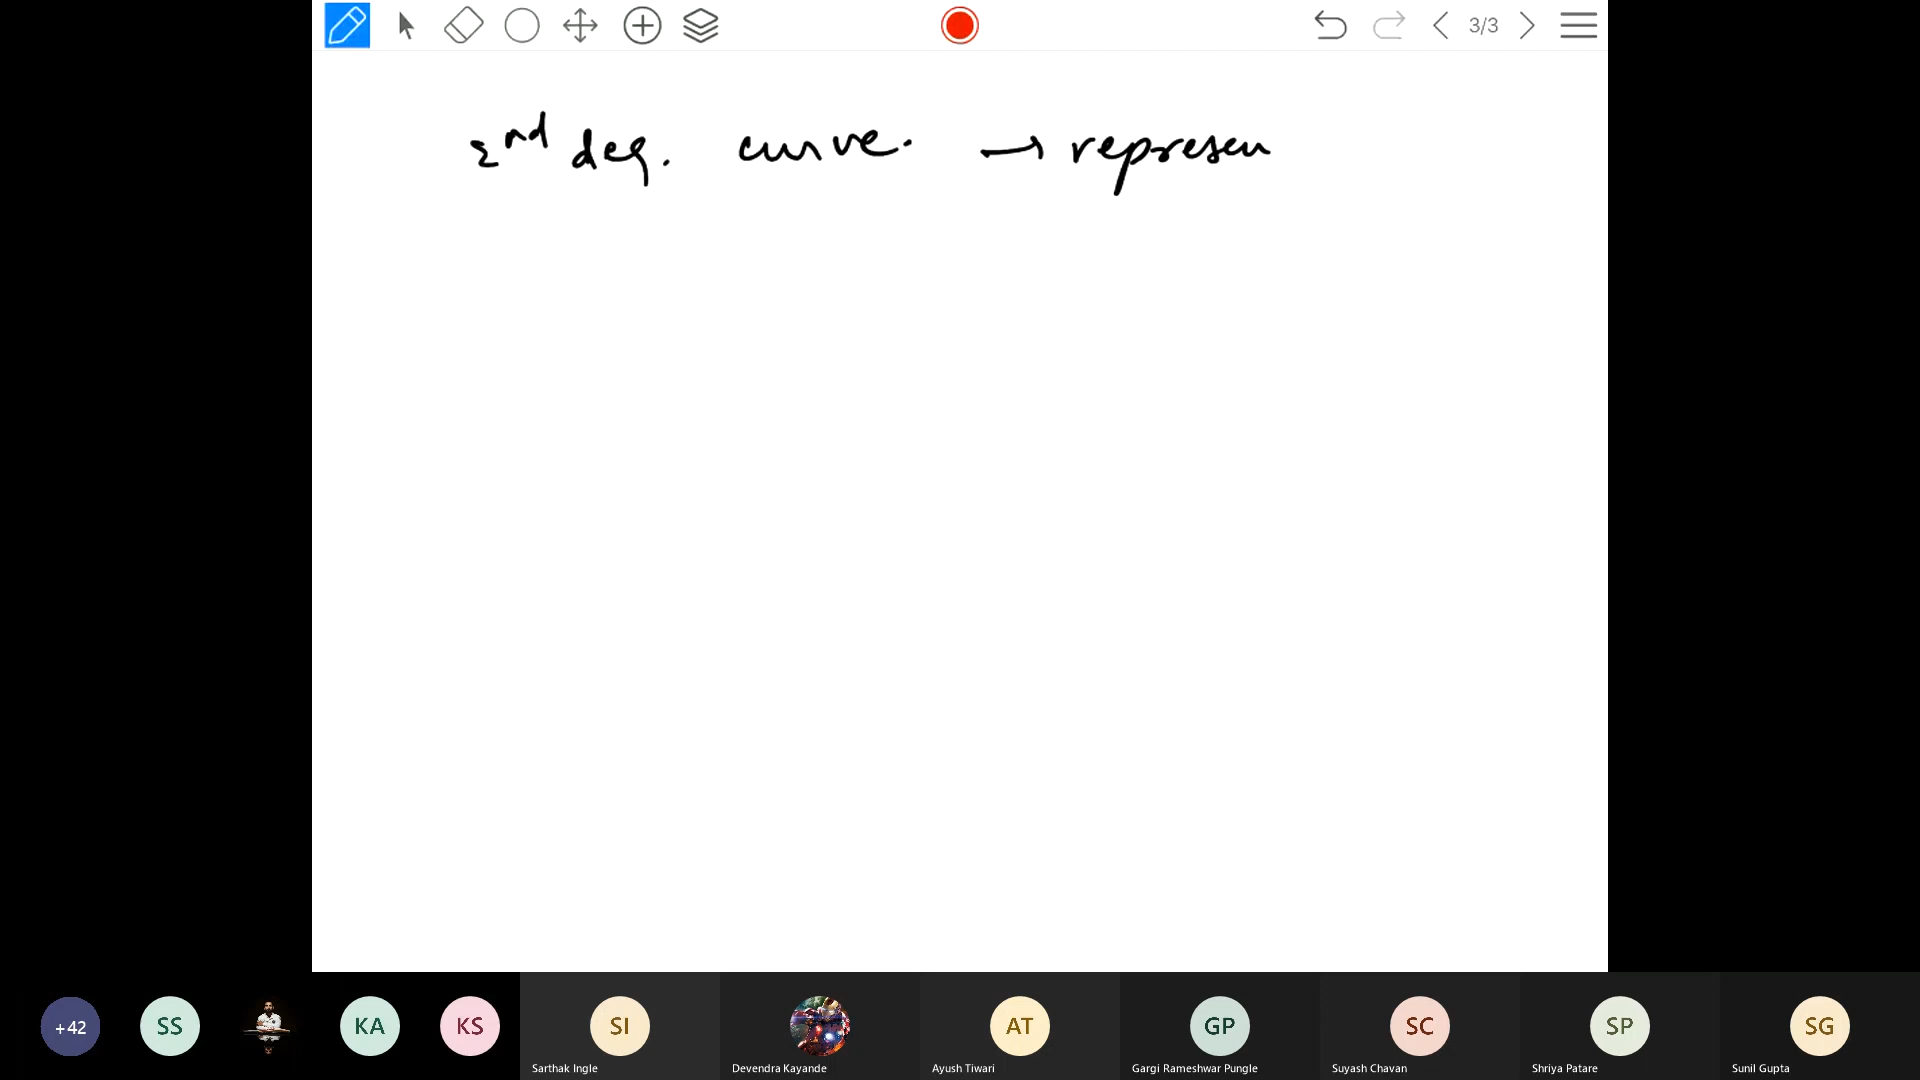 3/3
2nd deg. curve. → represen
+42 SS KA KS SI AT GP SC SP SG
Sarthak Ingle Devendra Kayande Ayush Tiwari Gargi Rameshwar Pungle Suyash Chavan Shriya Patare Sunil Gupta